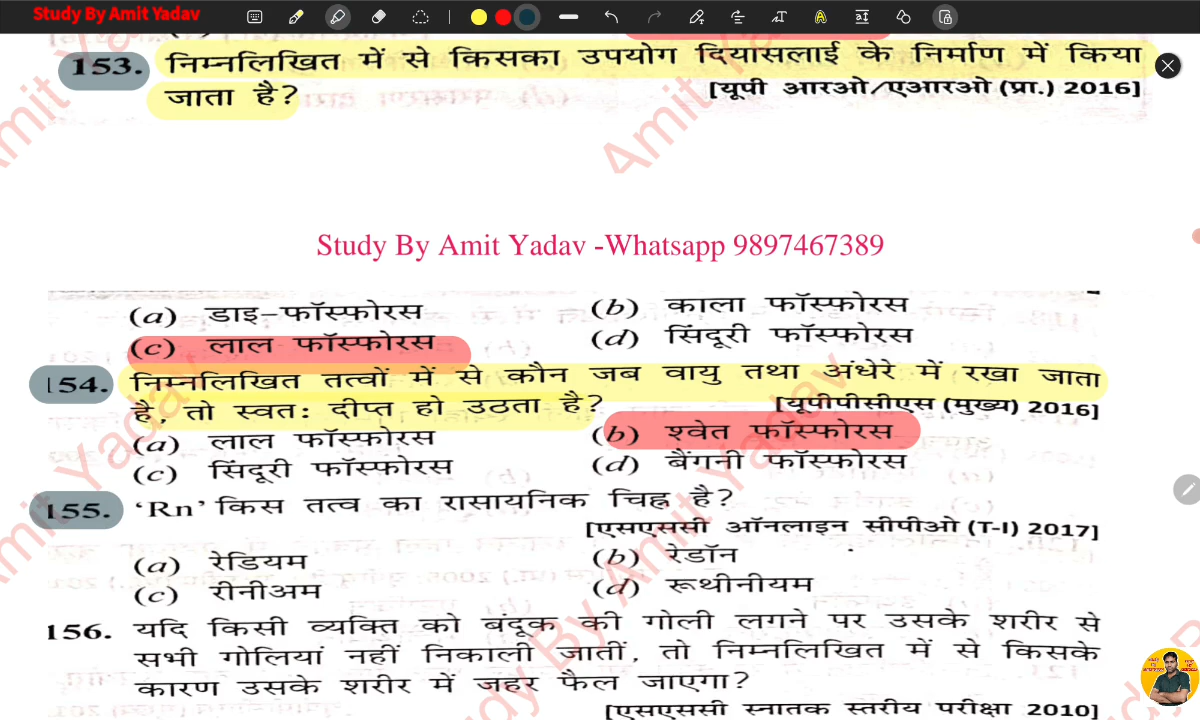 Study By Amit Yadav
153. निम्नलिखित में से किसका उपयोग दियासलाई के निर्माण में किया
जाता है? [यूपी आरओ/एआरओ (प्रा.) 2016]
Study By Amit Yadav -Whatsapp 9897467389
(a) डाइ-फॉस्फोरस (b) काला फॉस्फोरस
(c) लाल फॉस्फोरस (d) सिंदूरी फॉस्फोरस
154. निम्नलिखित तत्वों में से कौन जब वायु तथा अंधेरे में रखा जाता
है, तो स्वत: दीप्त हो उठता है? [यूपीपीसीएस (मुख्य) 2016]
(a) लाल फॉस्फोरस (b) श्वेत फॉस्फोरस
(c) सिंदूरी फॉस्फोरस (d) बैंगनी फॉस्फोरस
155. ‘Rn’ किस तत्व का रासायनिक चिह्न है?
[एसएससी ऑनलाइन सीपीओ (T-I) 2017]
(a) रेडियम (b) रेडॉन
(c) रीनीअम (d) रूथीनीयम
156. यदि किसी व्यक्ति को बंदूक की गोली लगने पर उसके शरीर से
सभी गोलियां नहीं निकाली जातीं, तो निम्नलिखित में से किसके
कारण उसके शरीर में जहर फैल जाएगा?
[एसएससी स्नातक स्तरीय परीक्षा 2010]